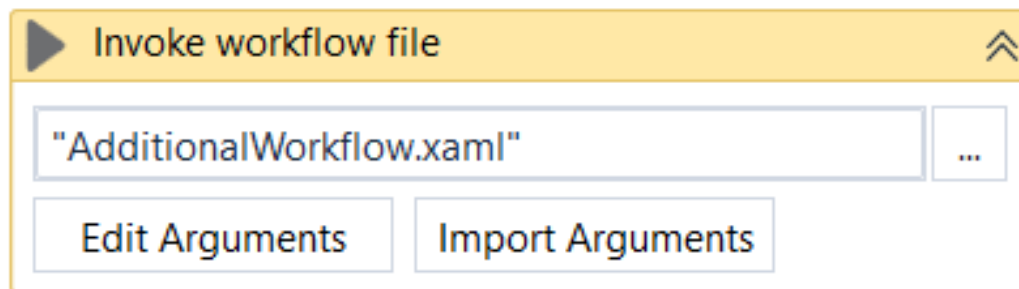 Invoke workflow file
"AdditionalWorkflow.xaml" ...
Edit Arguments Import Arguments